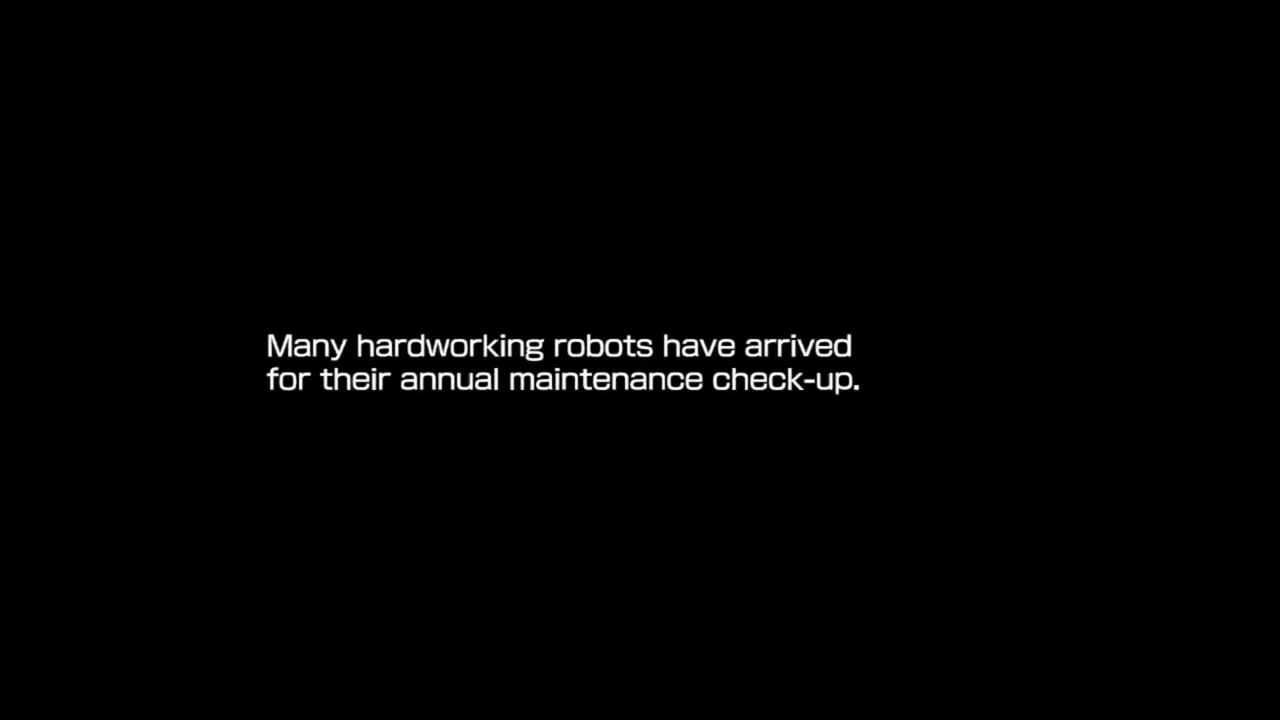 Many hardworking robots have arrived
for their annual maintenance check-up.